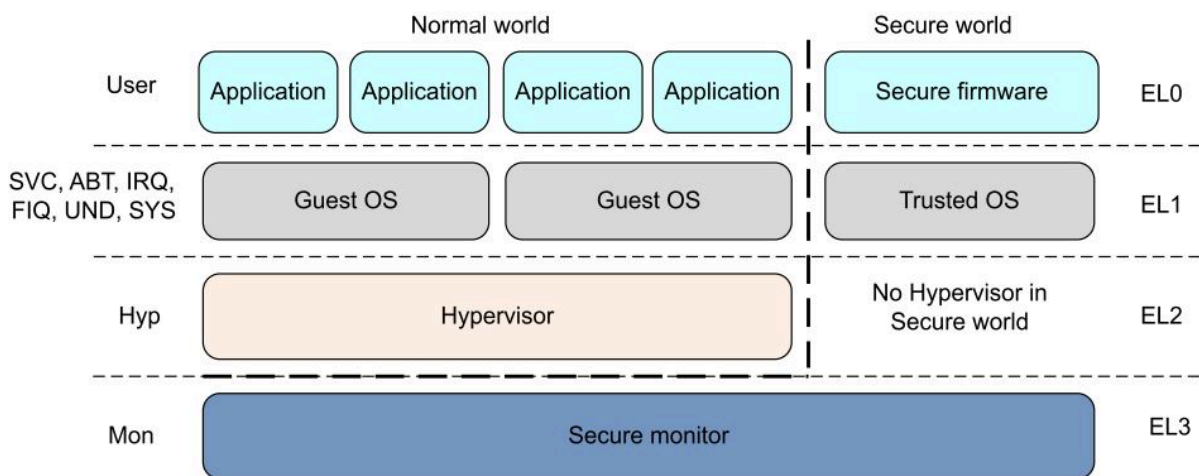 Normal world
Secure world
User
Application
Application
Application
Application
Secure firmware
EL0
SVC, ABT, IRQ,
FIQ, UND, SYS
Guest OS
Guest OS
Trusted OS
EL1
Hyp
Hypervisor
No Hypervisor in
Secure world
EL2
Mon
Secure monitor
EL3